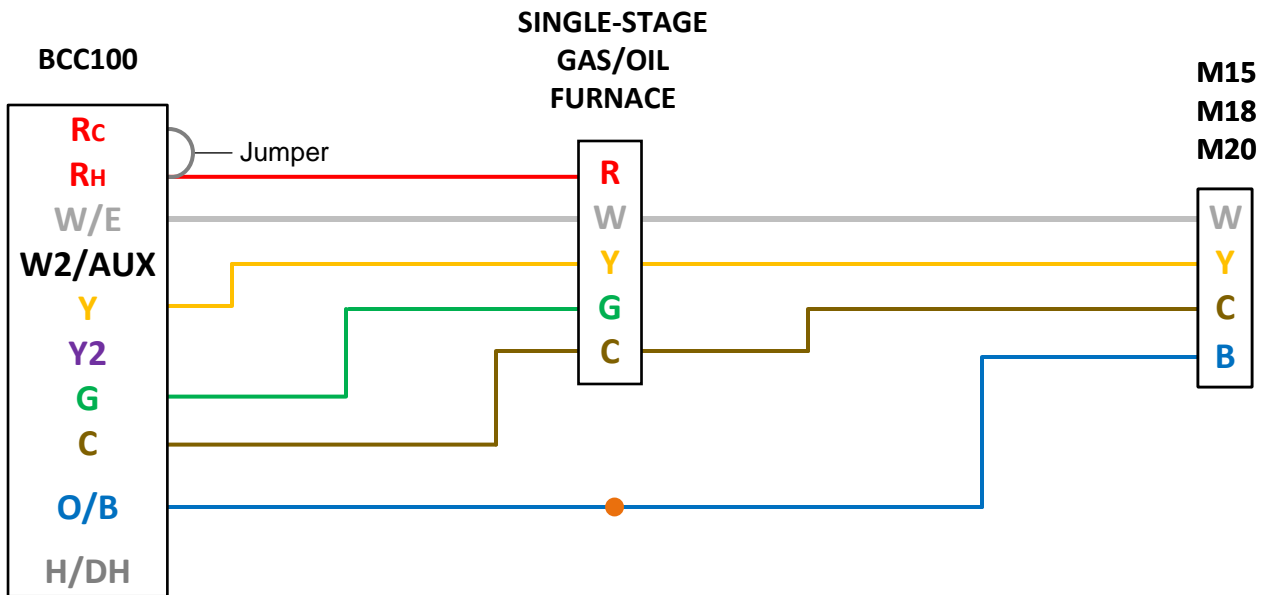 BCC100
RC
RH
W/E
W2/AUX
Y
Y2
G
C
O/B
H/DH
Jumper
SINGLE-STAGE
GAS/OIL
FURNACE
R
W
Y
G
C
M15
M18
M20
W
Y
C
B